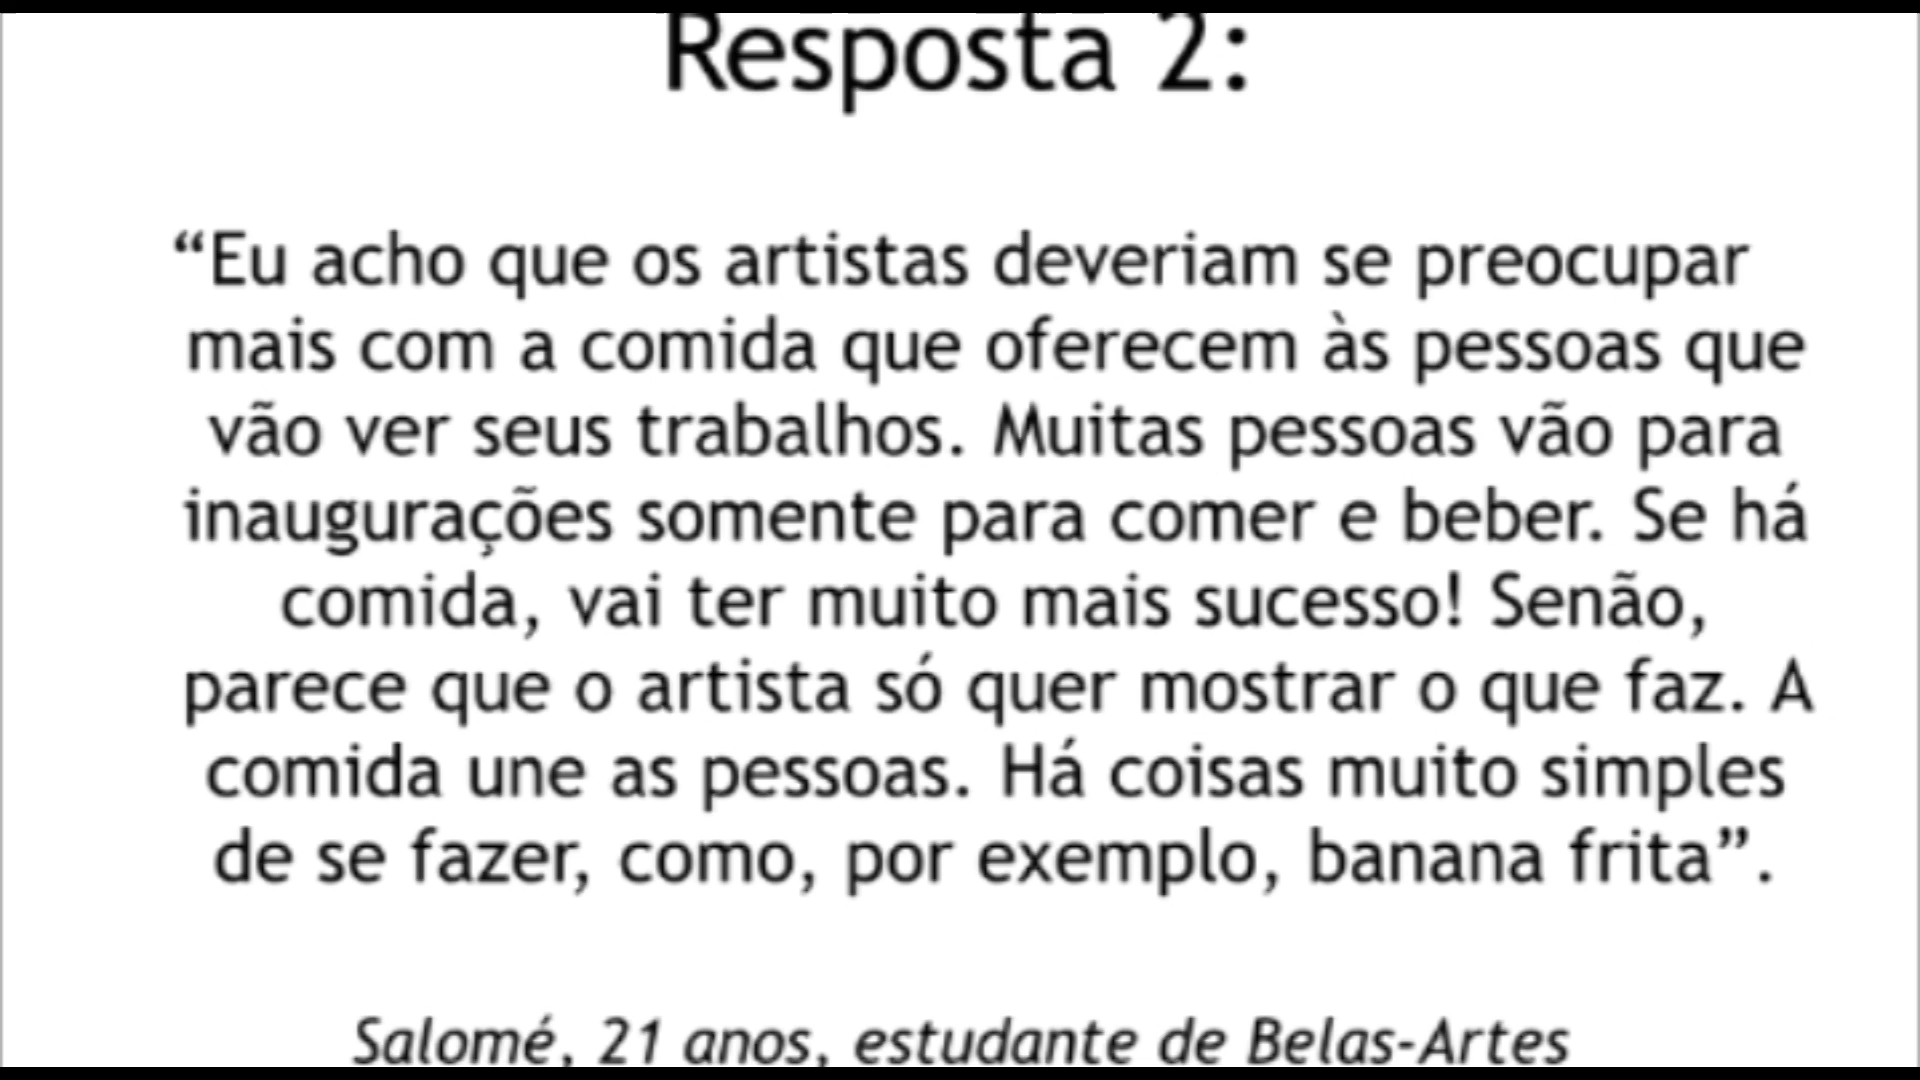 Resposta 2:
“Eu acho que os artistas deveriam se preocupar
mais com a comida que oferecem às pessoas que
vão ver seus trabalhos. Muitas pessoas vão para
inaugurações somente para comer e beber. Se há
comida, vai ter muito mais sucesso! Senão,
parece que o artista só quer mostrar o que faz. A
comida une as pessoas. Há coisas muito simples
de se fazer, como, por exemplo, banana frita”.
Salomé, 21 anos, estudante de Belas-Artes